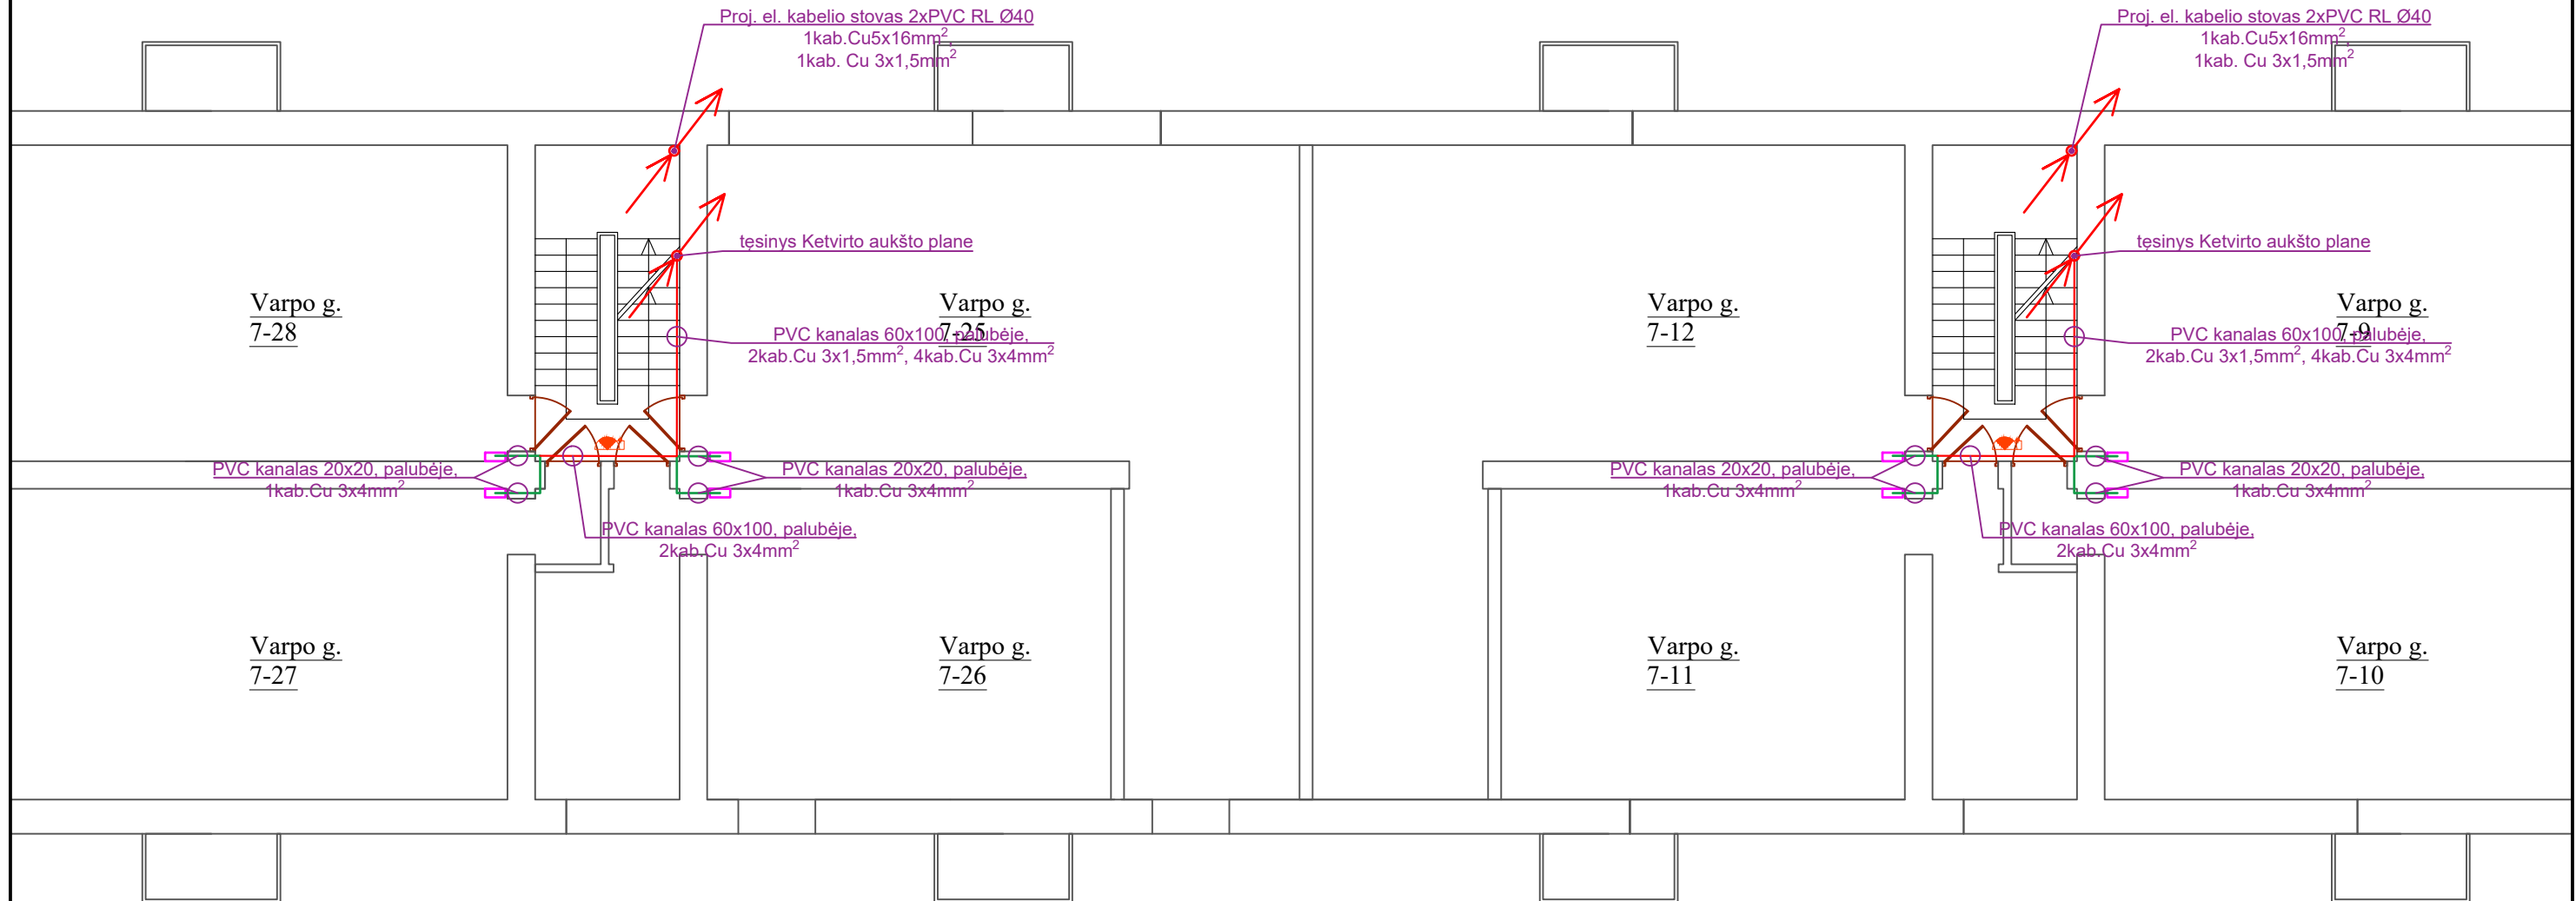 Proj. el. kabelio stovas 2xPVC RL Ø40
1kab.Cu5x16mm²,
1kab. Cu 3x1,5mm²
Proj. el. kabelio stovas 2xPVC RL Ø40
1kab.Cu5x16mm²,
1kab. Cu 3x1,5mm²
tęsinys Ketvirto aukšto plane
tęsinys Ketvirto aukšto plane
Varpo g.
7-28
Varpo g.
7-25
PVC kanalas 60x100, palubėje,
2kab.Cu 3x1,5mm², 4kab.Cu 3x4mm²
Varpo g.
7-12
Varpo g.
7-9
PVC kanalas 60x100, palubėje,
2kab.Cu 3x1,5mm², 4kab.Cu 3x4mm²
PVC kanalas 20x20, palubėje,
1kab.Cu 3x4mm²
PVC kanalas 20x20, palubėje,
1kab.Cu 3x4mm²
PVC kanalas 20x20, palubėje,
1kab.Cu 3x4mm²
PVC kanalas 20x20, palubėje,
1kab.Cu 3x4mm²
PVC kanalas 60x100, palubėje,
2kab.Cu 3x4mm²
PVC kanalas 60x100, palubėje,
2kab.Cu 3x4mm²
Varpo g.
7-27
Varpo g.
7-26
Varpo g.
7-11
Varpo g.
7-10